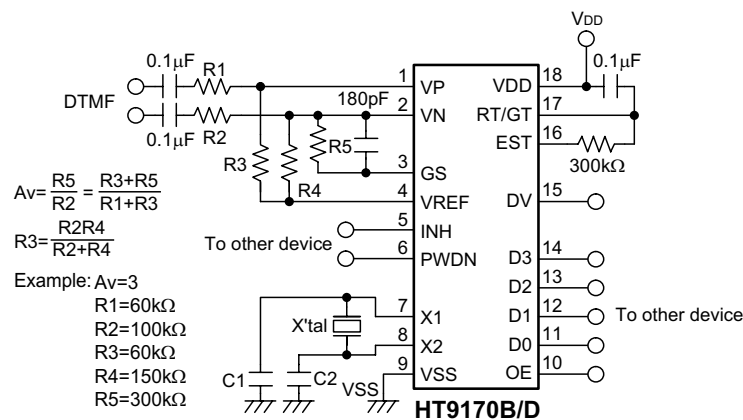 VDD
0.1μF
R1
1
VP
VDD
18
0.1μF
DTMF
180pF
2
VN
RT/GT
17
0.1μF
R2
EST
16
R5
R3
300kΩ
3
GS
R4
Av=R5/R2 = R3+R5/R1+R3
4
VREF
DV
15
5
INH
R3=R2R4/R2+R4
To other device
6
PWDN
D3
14
Example: Av=3
D2
13
R1=60kΩ
7
X1
D1
12
To other device
R2=100kΩ
X'tal
R3=60kΩ
8
X2
D0
11
R4=150kΩ
C1
C2
VSS
9
VSS
OE
10
R5=300kΩ
HT9170B/D